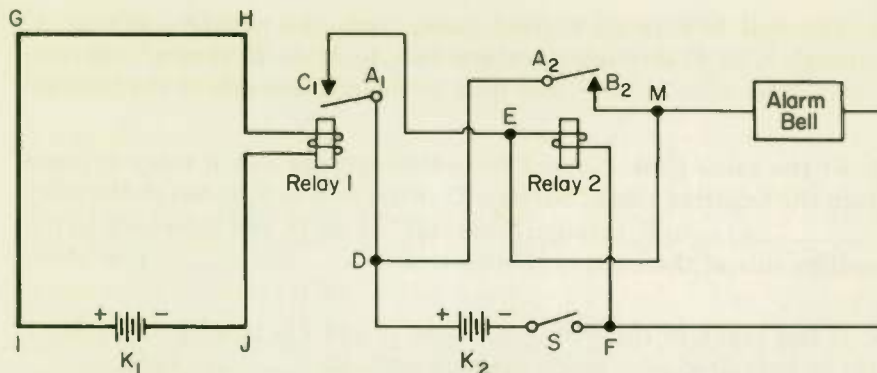 G H
C1 A1 A2 B2 M
Alarm
Bell
E
Relay 1 Relay 2
D
+ - + -
I K1 J K2 S F